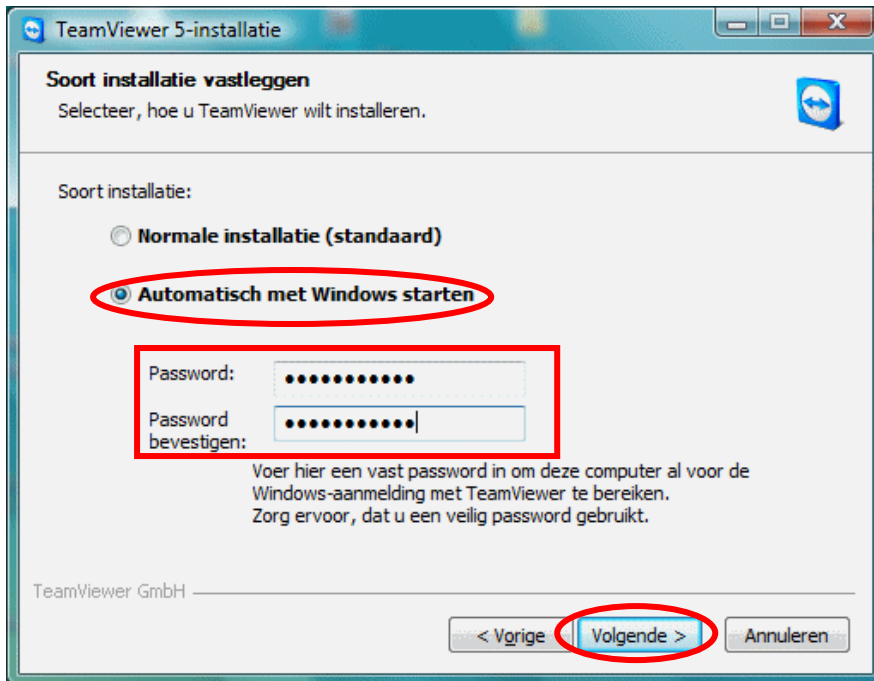 TeamViewer 5-installatie
Soort installatie vastleggen
Selecteer, hoe u TeamViewer wilt installeren.
Soort installatie:
Normale installatie (standaard)
Automatisch met Windows starten
Password: ●●●●●●●●●●●
Password
bevestigen: ●●●●●●●●●●●
Voer hier een vast password in om deze computer al voor de
Windows-aanmelding met TeamViewer te bereiken.
Zorg ervoor, dat u een veilig password gebruikt.
TeamViewer GmbH
< Vorige Volgende > Annuleren